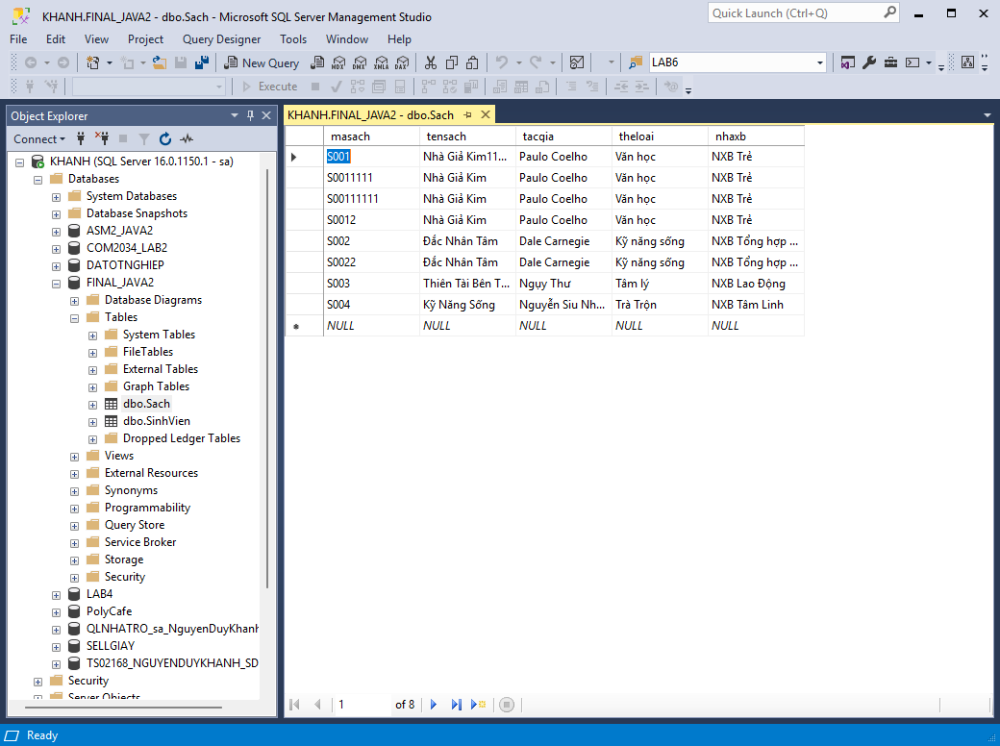 KHANH.FINAL_JAVA2 - dbo.Sach - Microsoft SQL Server Management Studio
Quick Launch (Ctrl+Q)
File Edit View Project Query Designer Tools Window Help
New Query MDX DMX XMLA DAX LAB6
Execute
Object Explorer
Connect
KHANH (SQL Server 16.0.1150.1 - sa)
Databases
System Databases
Database Snapshots
ASM2_JAVA2
COM2034_LAB2
DATOTNGHIEP
FINAL_JAVA2
Database Diagrams
Tables
System Tables
FileTables
External Tables
Graph Tables
dbo.Sach
dbo.SinhVien
Dropped Ledger Tables
Views
External Resources
Synonyms
Programmability
Query Store
Service Broker
Storage
Security
LAB4
PolyCafe
QLNHATRO_sa_NguyenDuyKhanh
SELLGIAY
TS02168_NGUYENDUYKHANH_SD
Security
Server Objects
KHANH.FINAL_JAVA2 - dbo.Sach
masach tensach tacqia theloai nhaxb
S001 Nhà Giả Kim11... Paulo Coelho Văn học NXB Trẻ
S0011111 Nhà Giả Kim Paulo Coelho Văn học NXB Trẻ
S00111111 Nhà Giả Kim Paulo Coelho Văn học NXB Trẻ
S0012 Nhà Giả Kim Paulo Coelho Văn học NXB Trẻ
S002 Đắc Nhân Tâm Dale Carnegie Kỹ năng sống NXB Tổng hợp ...
S0022 Đắc Nhân Tâm Dale Carnegie Kỹ năng sống NXB Tổng hợp ...
S003 Thiên Tài Bên T... Ngụy Thư Tâm lý NXB Lao Động
S004 Kỹ Năng Sống Nguyễn Siu Nh... Trà Trộn NXB Tâm Linh
NULL NULL NULL NULL NULL
1 of 8
Ready